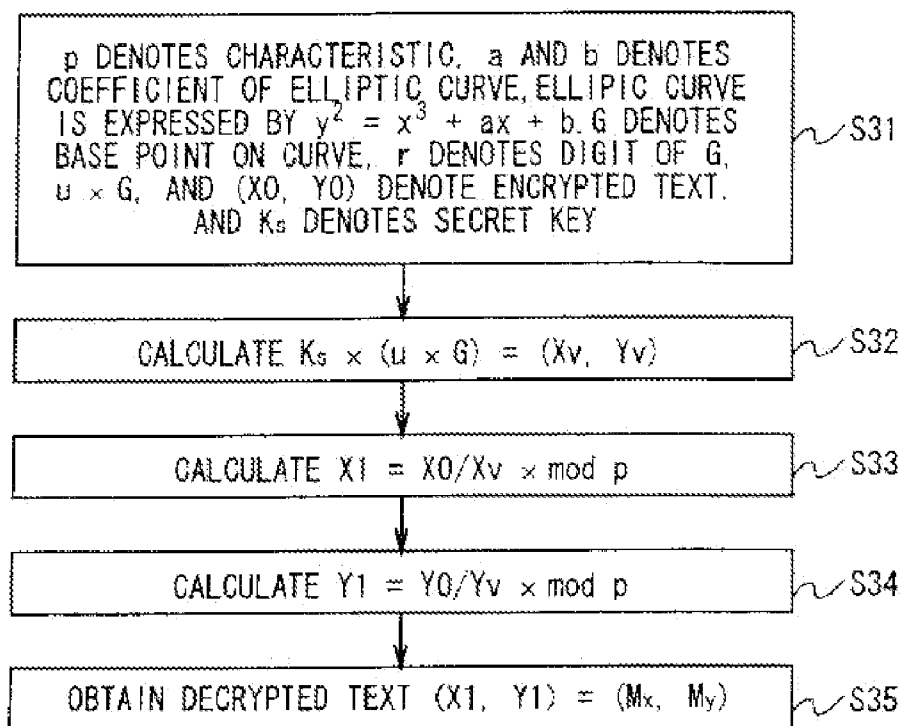 p DENOTES CHARACTERISTIC. a AND b DENOTES
COEFFICIENT OF ELLIPTIC CURVE, ELLIPIC CURVE
IS EXPRESSED BY y² = x³ + ax + b. G DENOTES
BASE POINT ON CURVE, r DENOTES DIGIT OF G,
u × G, AND (X0, Y0) DENOTE ENCRYPTED TEXT.
AND Ks DENOTES SECRET KEY
S31
CALCULATE Ks × (u × G) = (Xv, Yv)
S32
CALCULATE X1 = X0/Xv × mod p
S33
CALCULATE Y1 = Y0/Yv × mod p
S34
OBTAIN DECRYPTED TEXT (X1, Y1) = (Mx, My)
S35